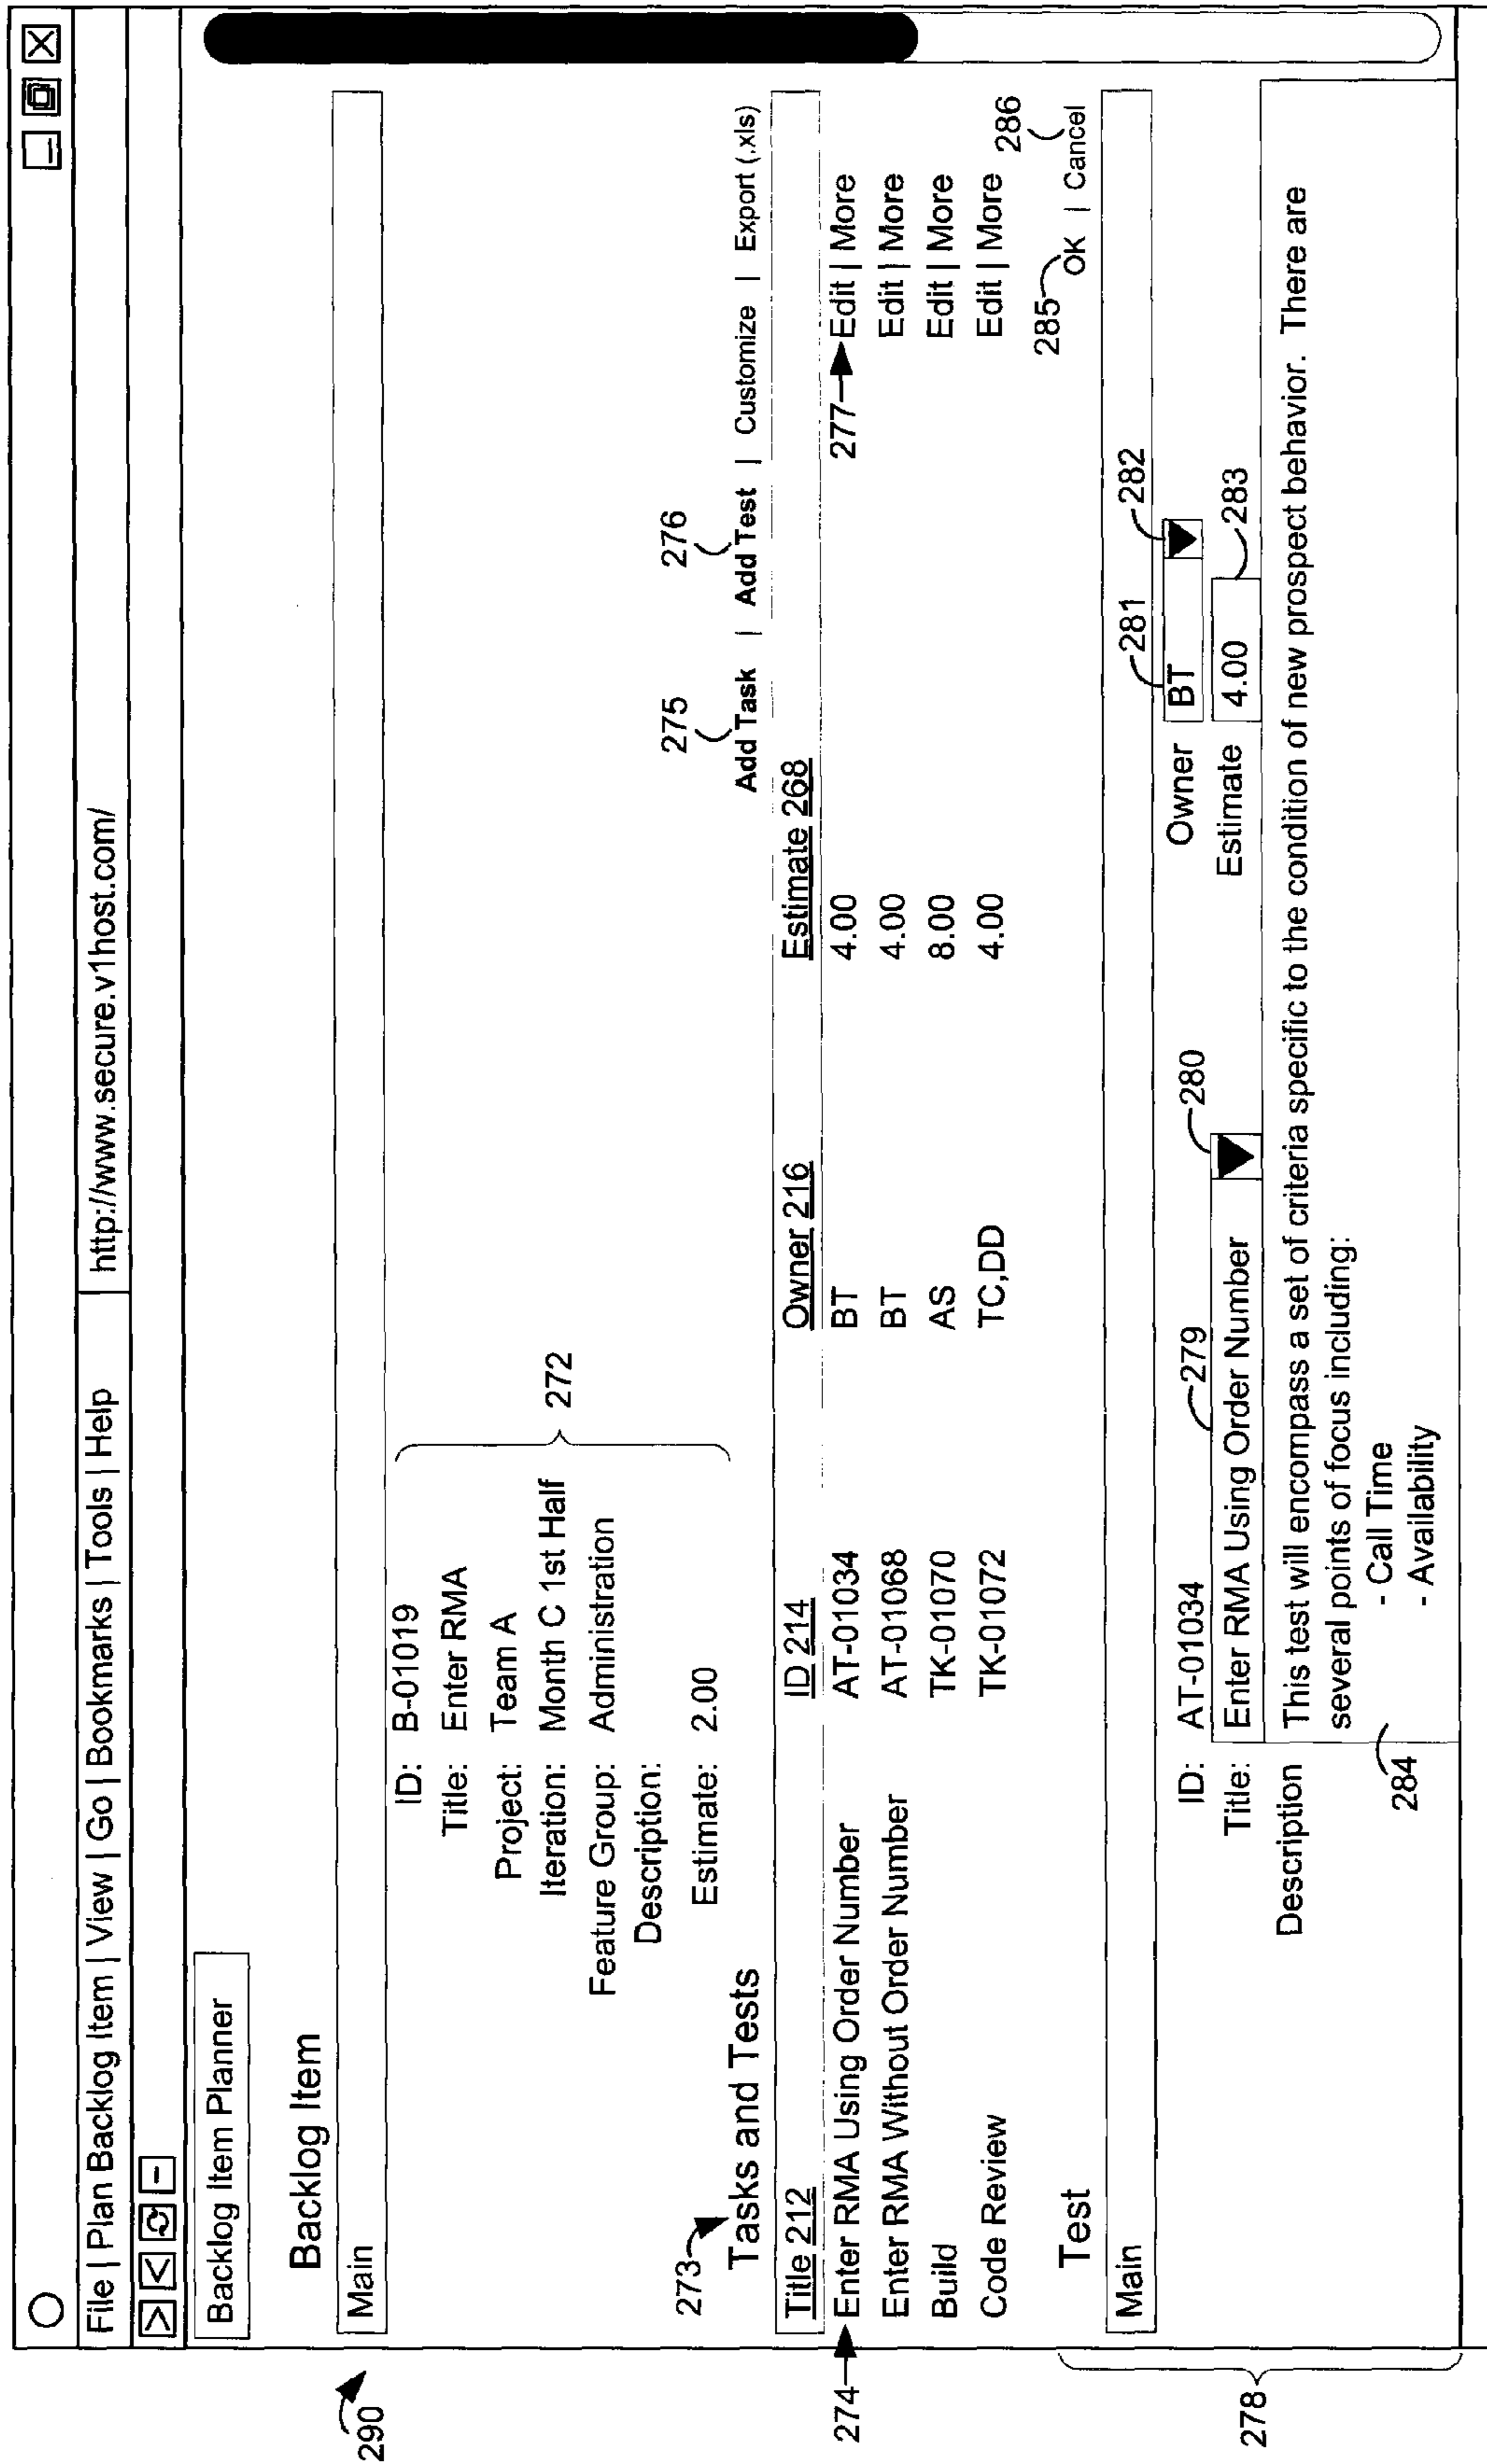 File | Plan Backlog Item | View | Go | Bookmarks | Tools | Help http://www.secure.v1host.com/
Backlog Item Planner
290
Backlog Item
Main
ID: B-01019
Title: Enter RMA
Project: Team A
Iteration: Month C 1st Half
272
Feature Group: Administration
Description:
Estimate: 2.00
273
Tasks and Tests
275
276
Add Task | Add Test | Customize | Export (.xls)
Title 212 ID 214 Owner 216 Estimate 268
274 Enter RMA Using Order Number AT-01034 BT 4.00 277 Edit | More
Enter RMA Without Order Number AT-01068 BT 4.00 Edit | More
Build TK-01070 AS 8.00 Edit | More
Code Review TK-01072 TC,DD 4.00 Edit | More
285
286
Test
OK | Cancel
Main
278
ID: AT-01034 279 280 Owner BT 281 282
Title: Enter RMA Using Order Number Estimate 4.00 283
Description This test will encompass a set of criteria specific to the condition of new prospect behavior. There are
several points of focus including:
- Call Time
- Availability
284